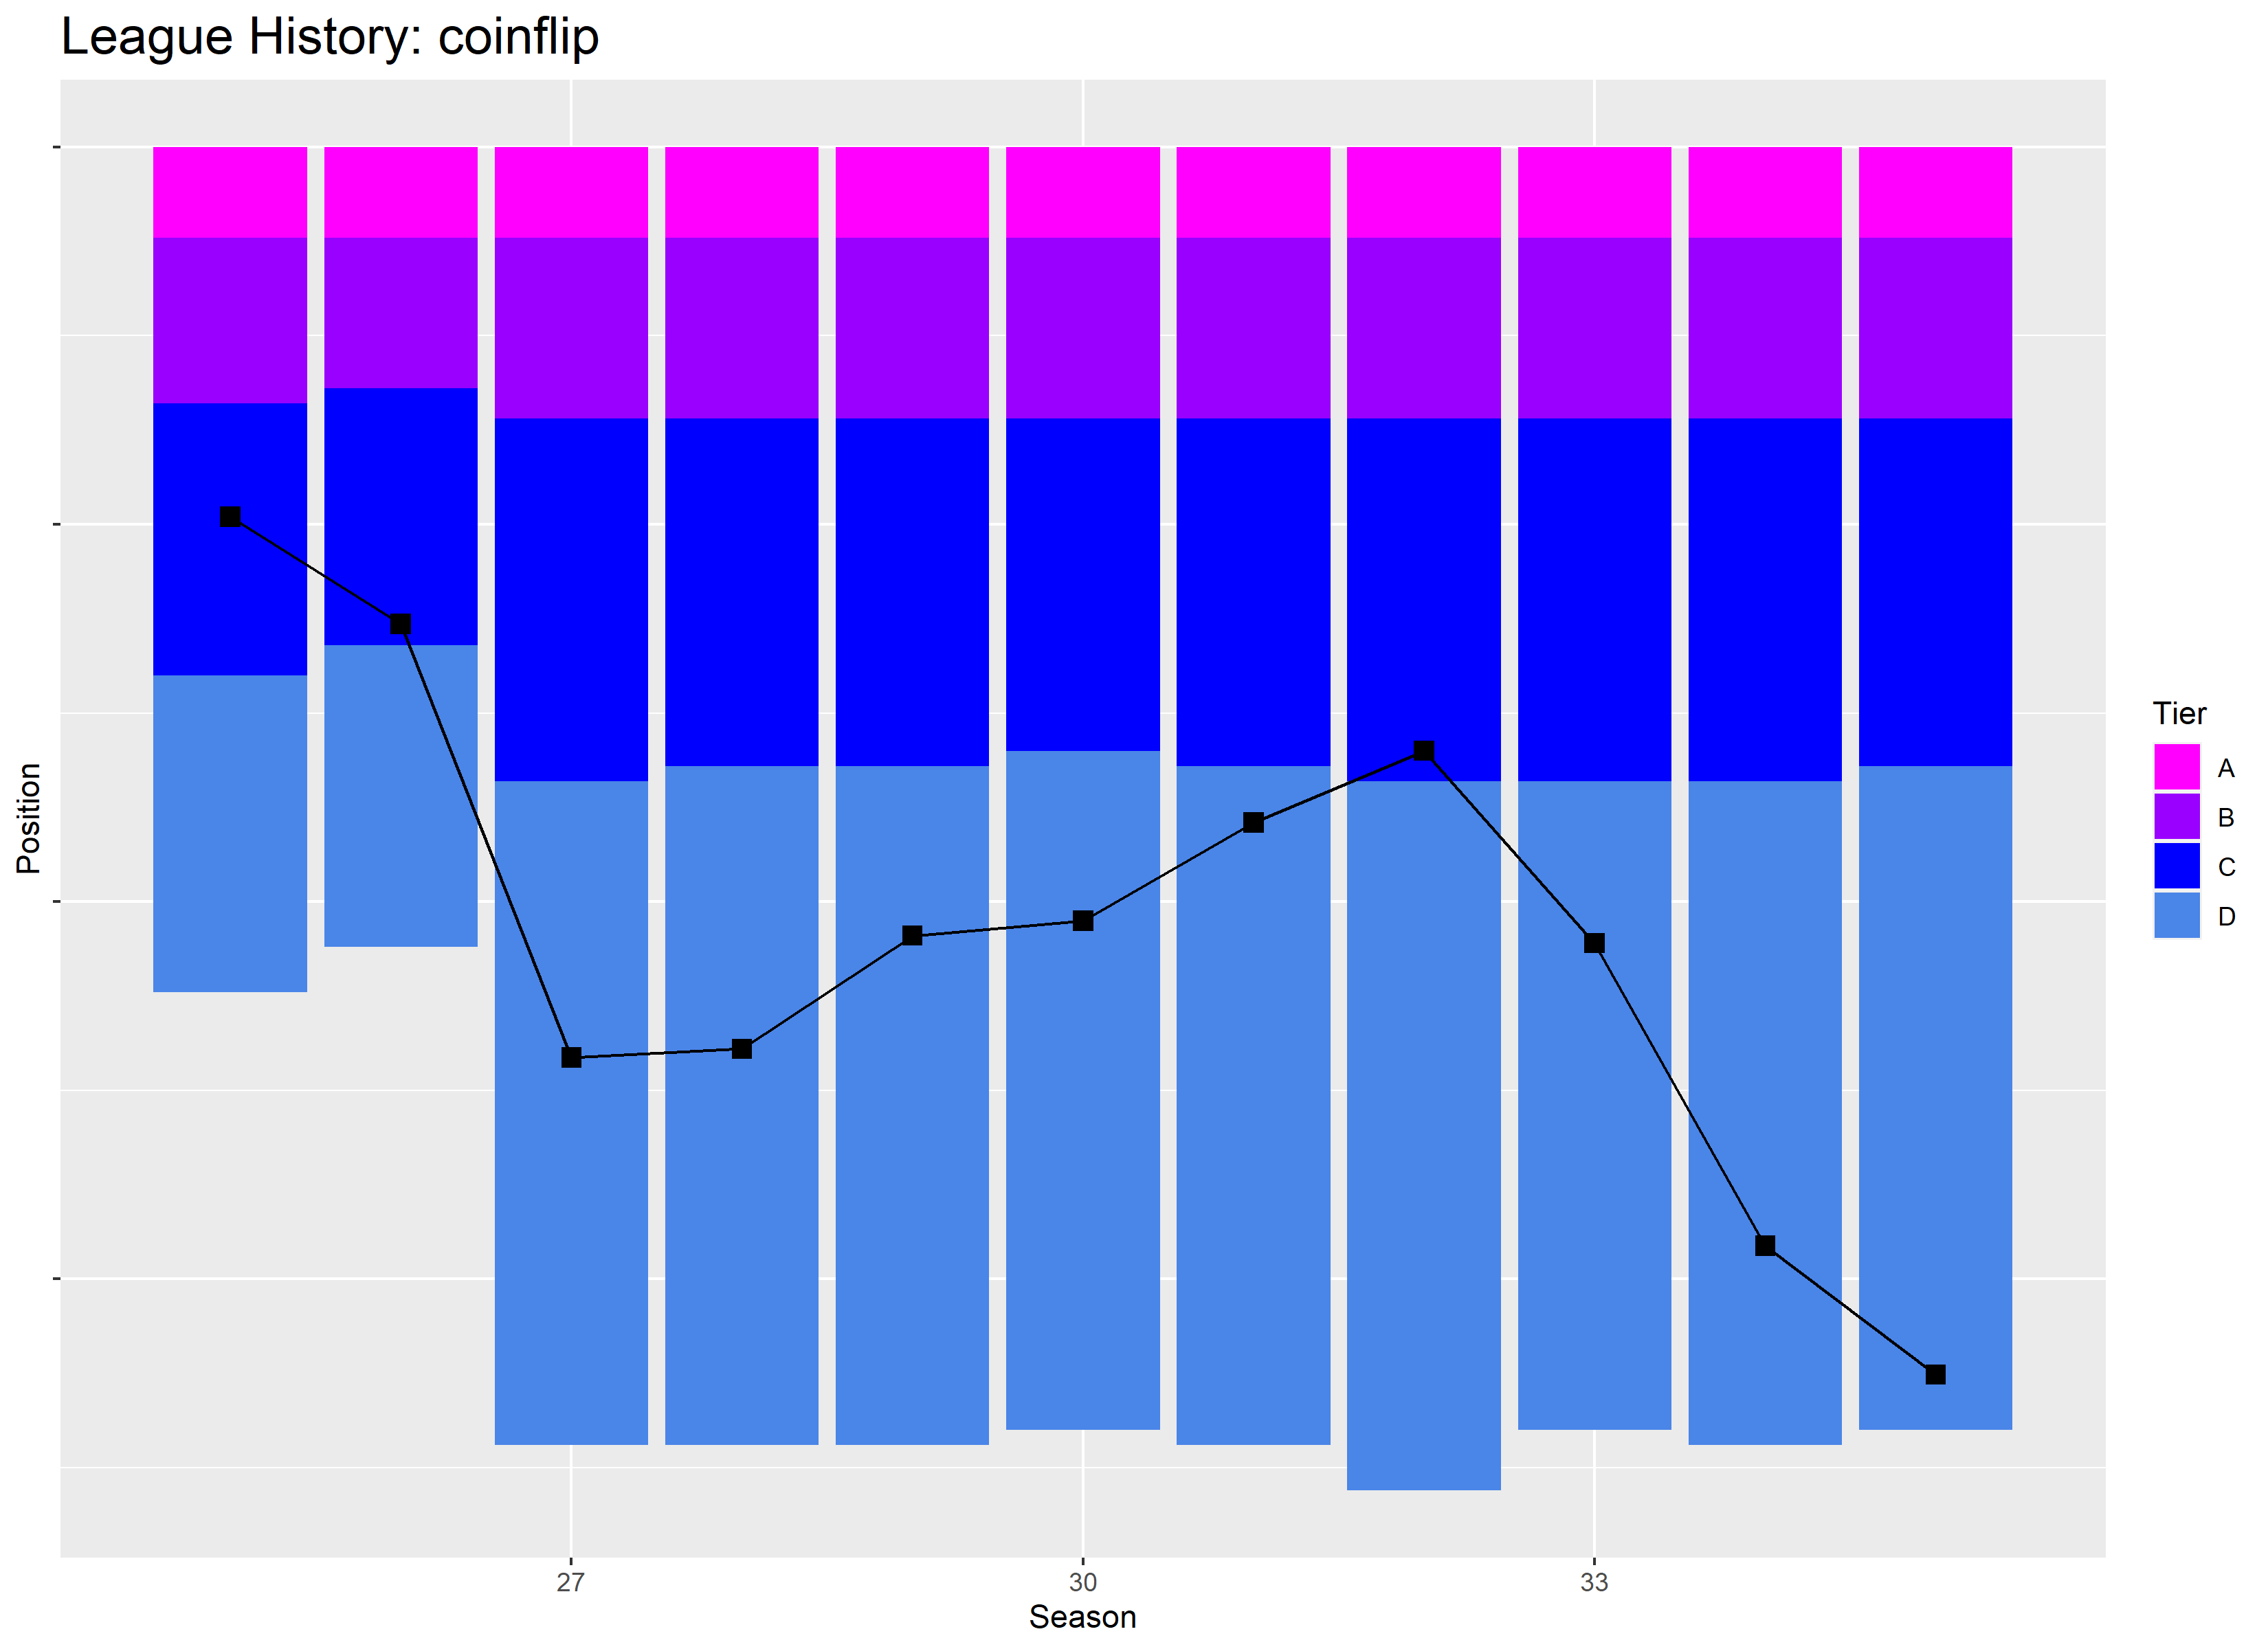 League History: coinflip
Position
Tier
A
B
C
D
27
30
33
Season